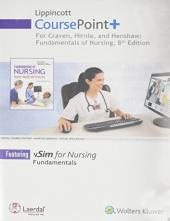 Lippincott
CoursePoint+
For Craven, Hirnle, and Henshaw:
Fundamentals of Nursing, 8th Edition
NURSING
Featuring vSim for Nursing
Fundamentals
Laerdal
Wolters Kluwer